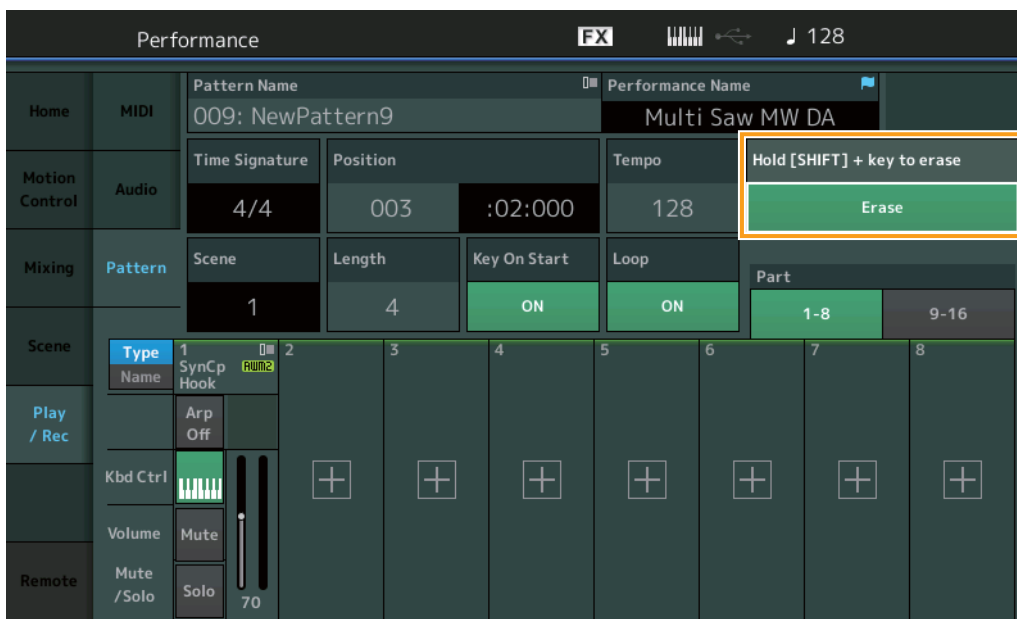 Performance
FX
128
Home
MIDI
Pattern Name
009: NewPattern9
Performance Name
Multi Saw MW DA
Motion
Control
Audio
Time Signature
4/4
Position
003
:02:000
Tempo
128
Hold [SHIFT] + key to erase
Erase
Mixing
Pattern
Scene
1
Length
4
Key On Start
ON
Loop
ON
Part
1-8
9-16
Scene
Type
Name
1
SynCp
AWM2
Hook
2
3
4
5
6
7
8
Play
/ Rec
Arp
Off
Kbd Ctrl
Volume
Mute
Remote
Mute
/Solo
Solo
70